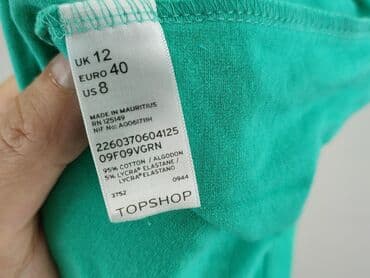 UK 12
EURO 40
US 8
MADE IN MAURITIUS
RN 125149
NIF No: A0061711H
2260370604125
09F09VGRN
95% COTTON / ALGODON
5% LYCRA® ELASTANE /
LYCRA® ELASTANO
3752 0944
TOPSHOP